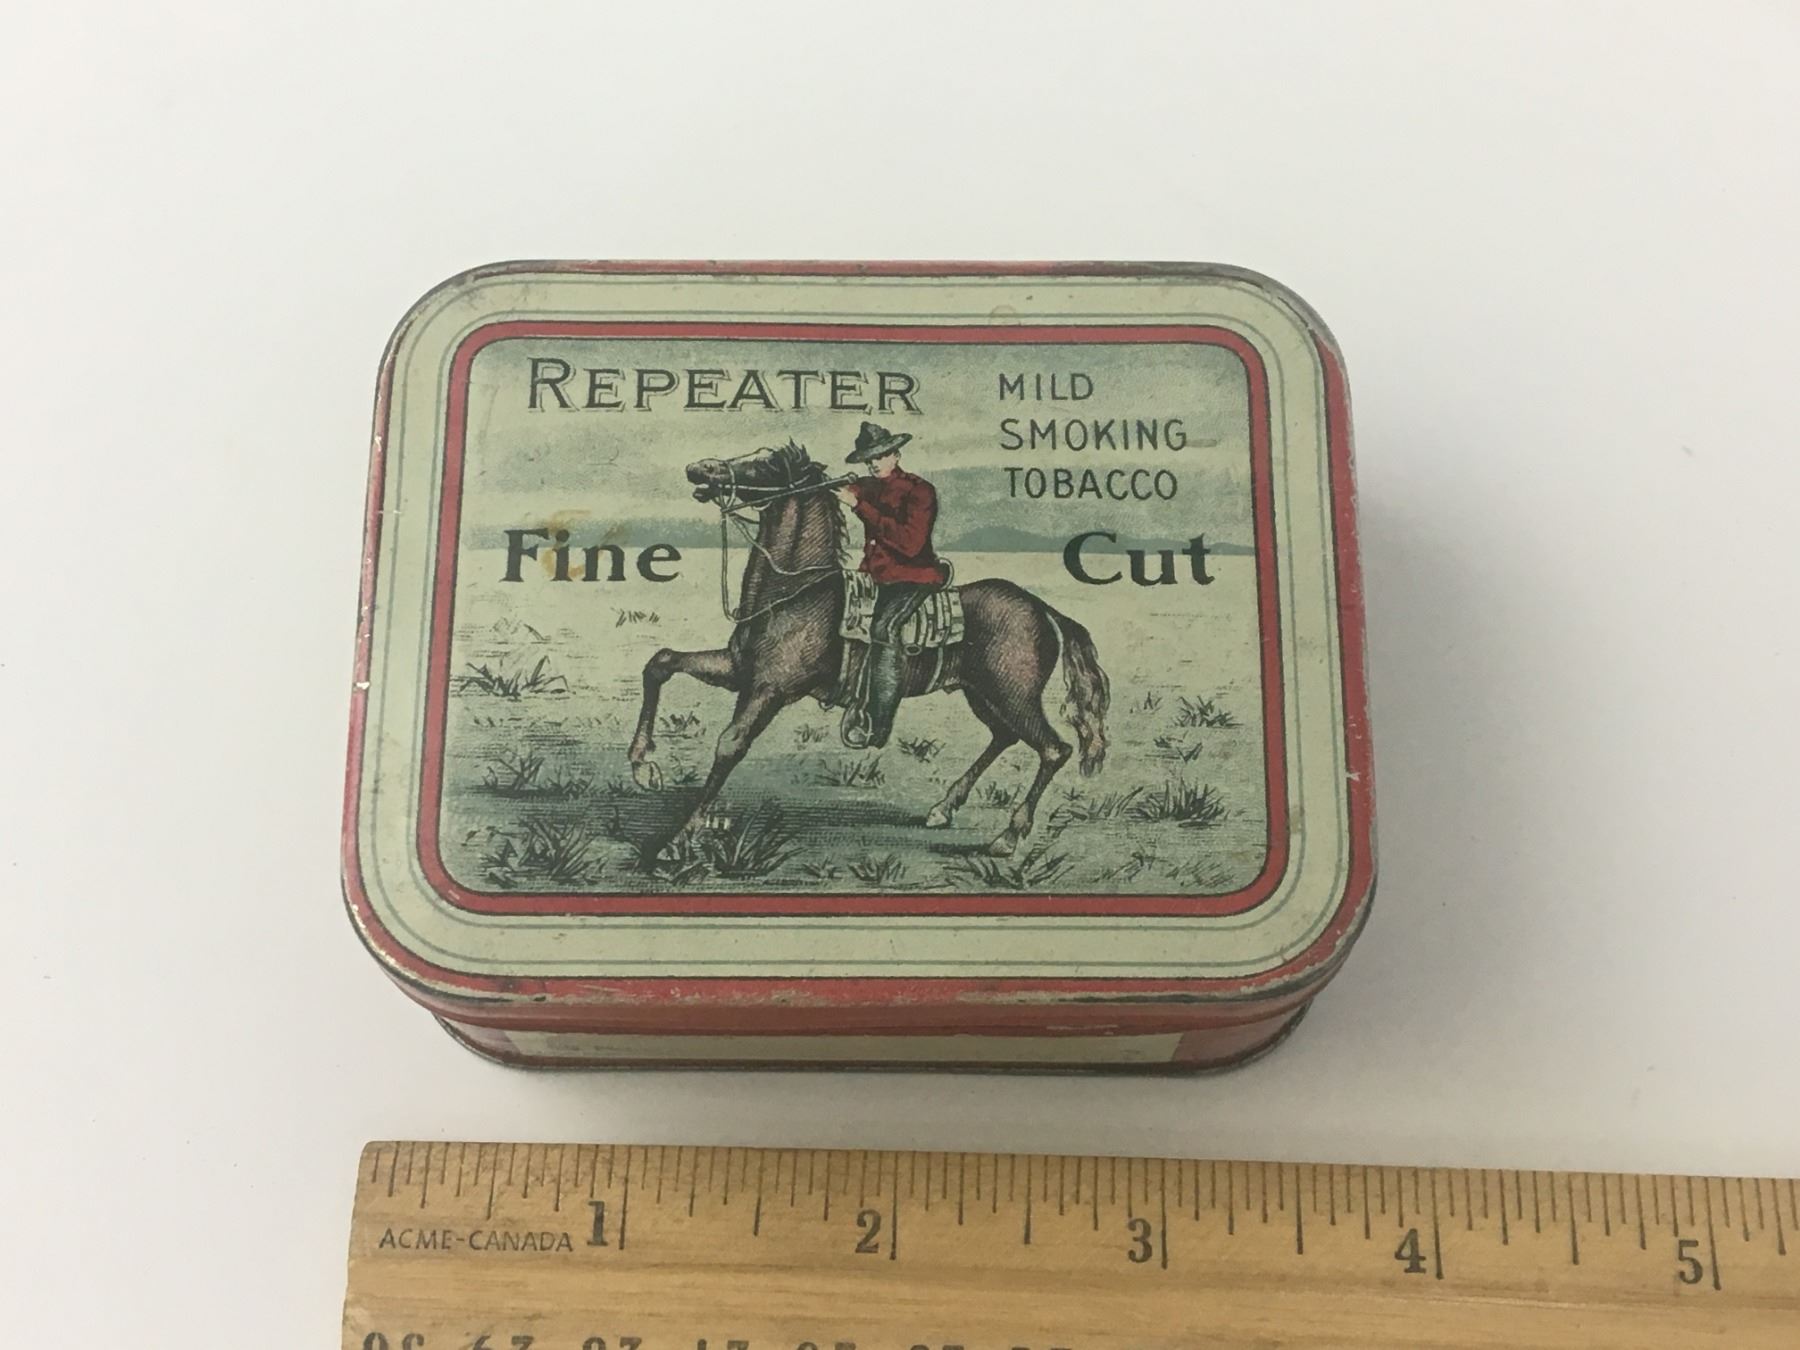 REPEATER
MILD
SMOKING
TOBACCO
Fine Cut
ACME-CANADA 1 2 3 4 5